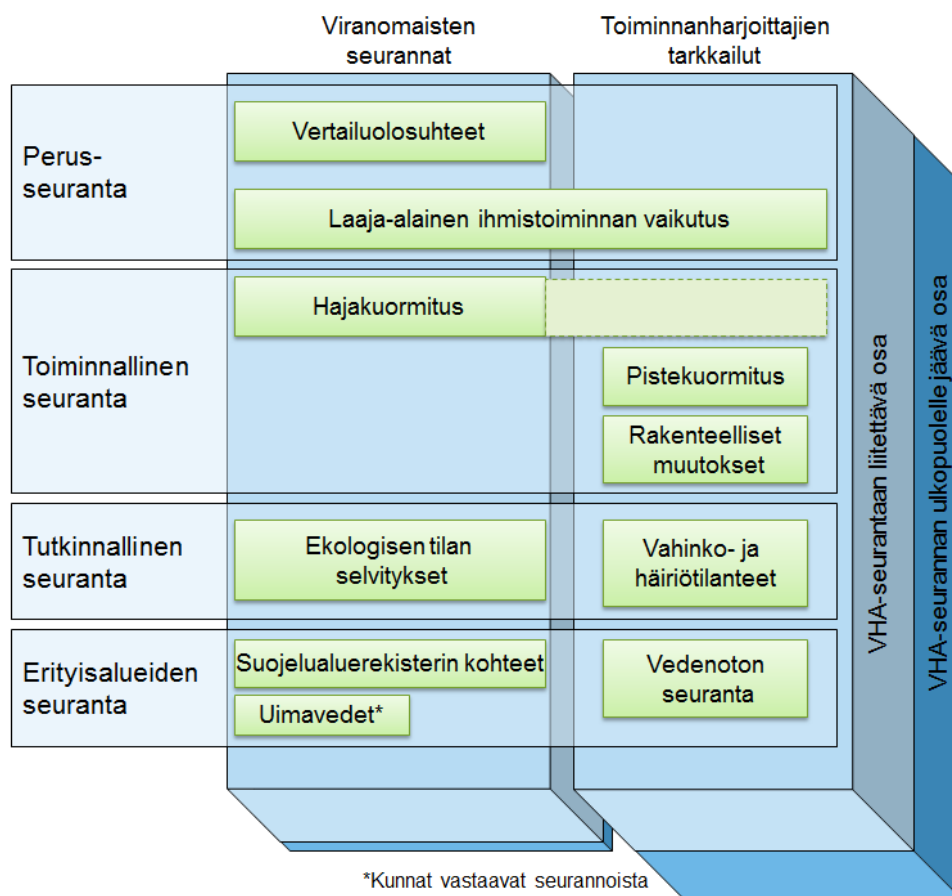 Viranomaisten
seurannat
Toiminnanharjoittajien
tarkkailut
Perus-
seuranta
Vertailuolosuhteet
Laaja-alainen ihmistoiminnan vaikutus
Toiminnallinen
seuranta
Hajakuormitus
Pistekuormitus
Rakenteelliset
muutokset
Tutkinnallinen
seuranta
Ekologisen tilan
selvitykset
Vahinko- ja
häiriötilanteet
Erityisalueiden
seuranta
Suojelualuerekisterin kohteet
Uimavedet*
Vedenoton
seuranta
VHA-seurantaan liitettävä osa
VHA-seurannan ulkopuolelle jäävä osa
*Kunnat vastaavat seurannoista